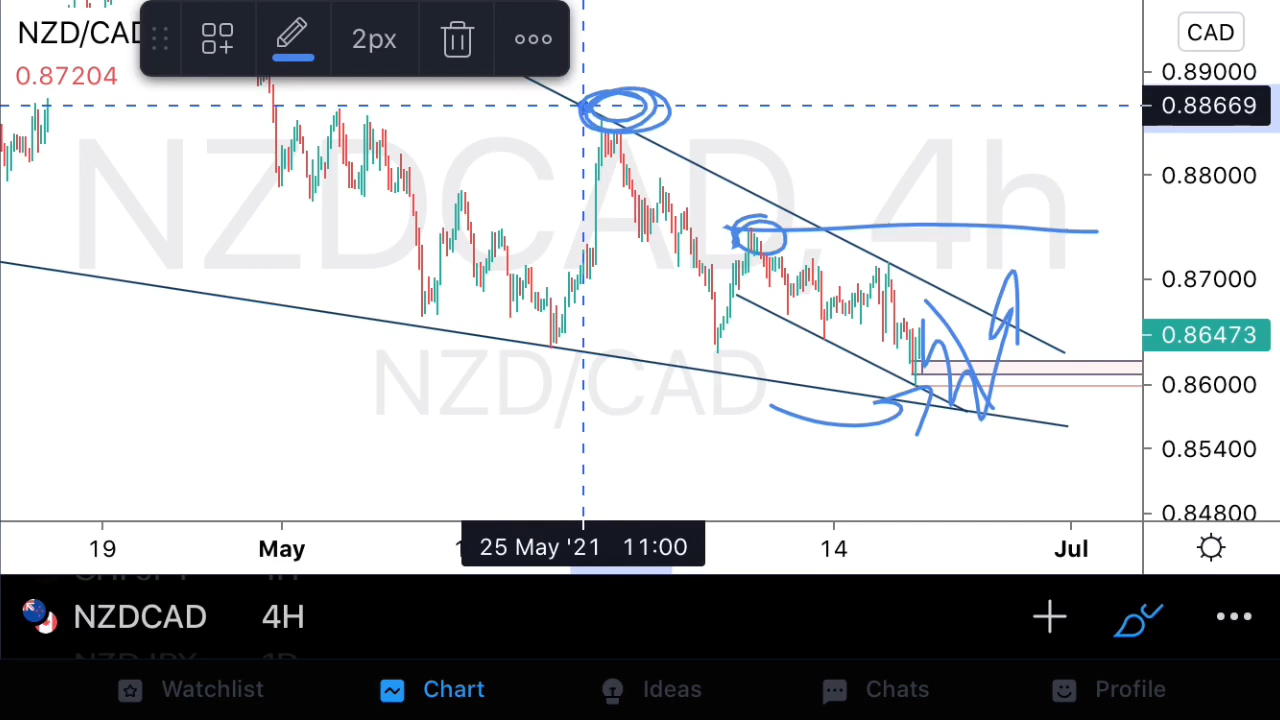 NZD/CAD
2px
CAD
0.87204
0.89000
0.88669
NZDCAD, 4h
0.88000
0.87000
0.86473
NZD/CAD
0.86000
0.85400
0.84800
19
May
25 May '21 11:00
14
Jul
NZDCAD 4H
Watchlist
Chart
Ideas
Chats
Profile